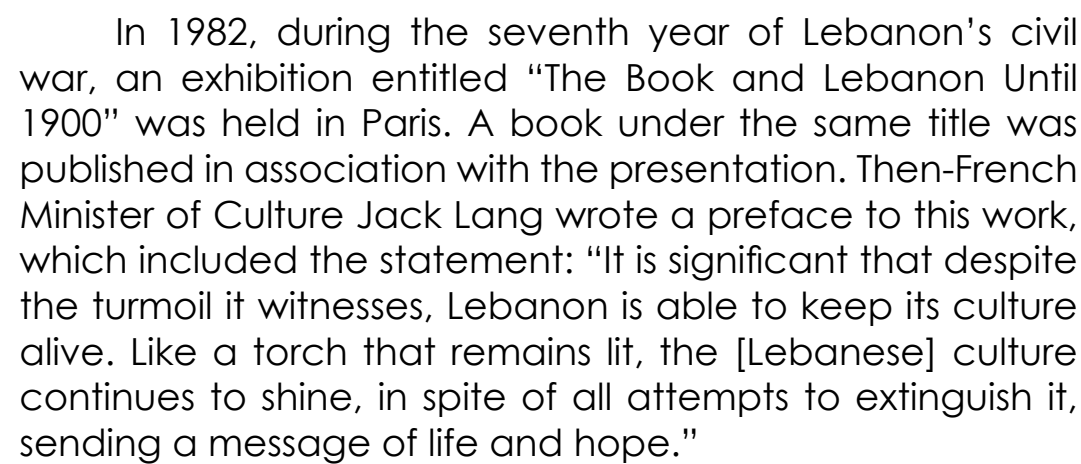 In 1982, during the seventh year of Lebanon’s civil
war, an exhibition entitled “The Book and Lebanon Until
1900” was held in Paris. A book under the same title was
published in association with the presentation. Then-French
Minister of Culture Jack Lang wrote a preface to this work,
which included the statement: “It is significant that despite
the turmoil it witnesses, Lebanon is able to keep its culture
alive. Like a torch that remains lit, the [Lebanese] culture
continues to shine, in spite of all attempts to extinguish it,
sending a message of life and hope.”